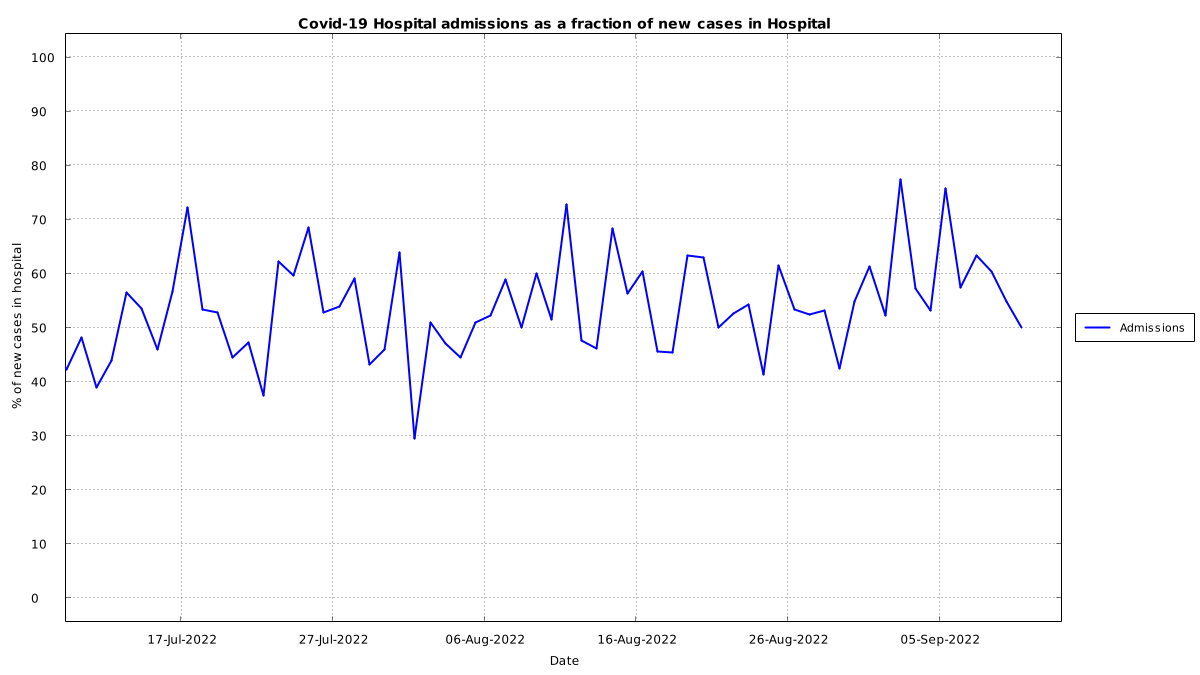 Covid-19 Hospital admissions as a fraction of new cases in Hospital
100
90
80
70
60
50
40
30
20
10
0
% of new cases in hospital
17-Jul-2022
27-Jul-2022
06-Aug-2022
16-Aug-2022
26-Aug-2022
05-Sep-2022
Date
Admissions